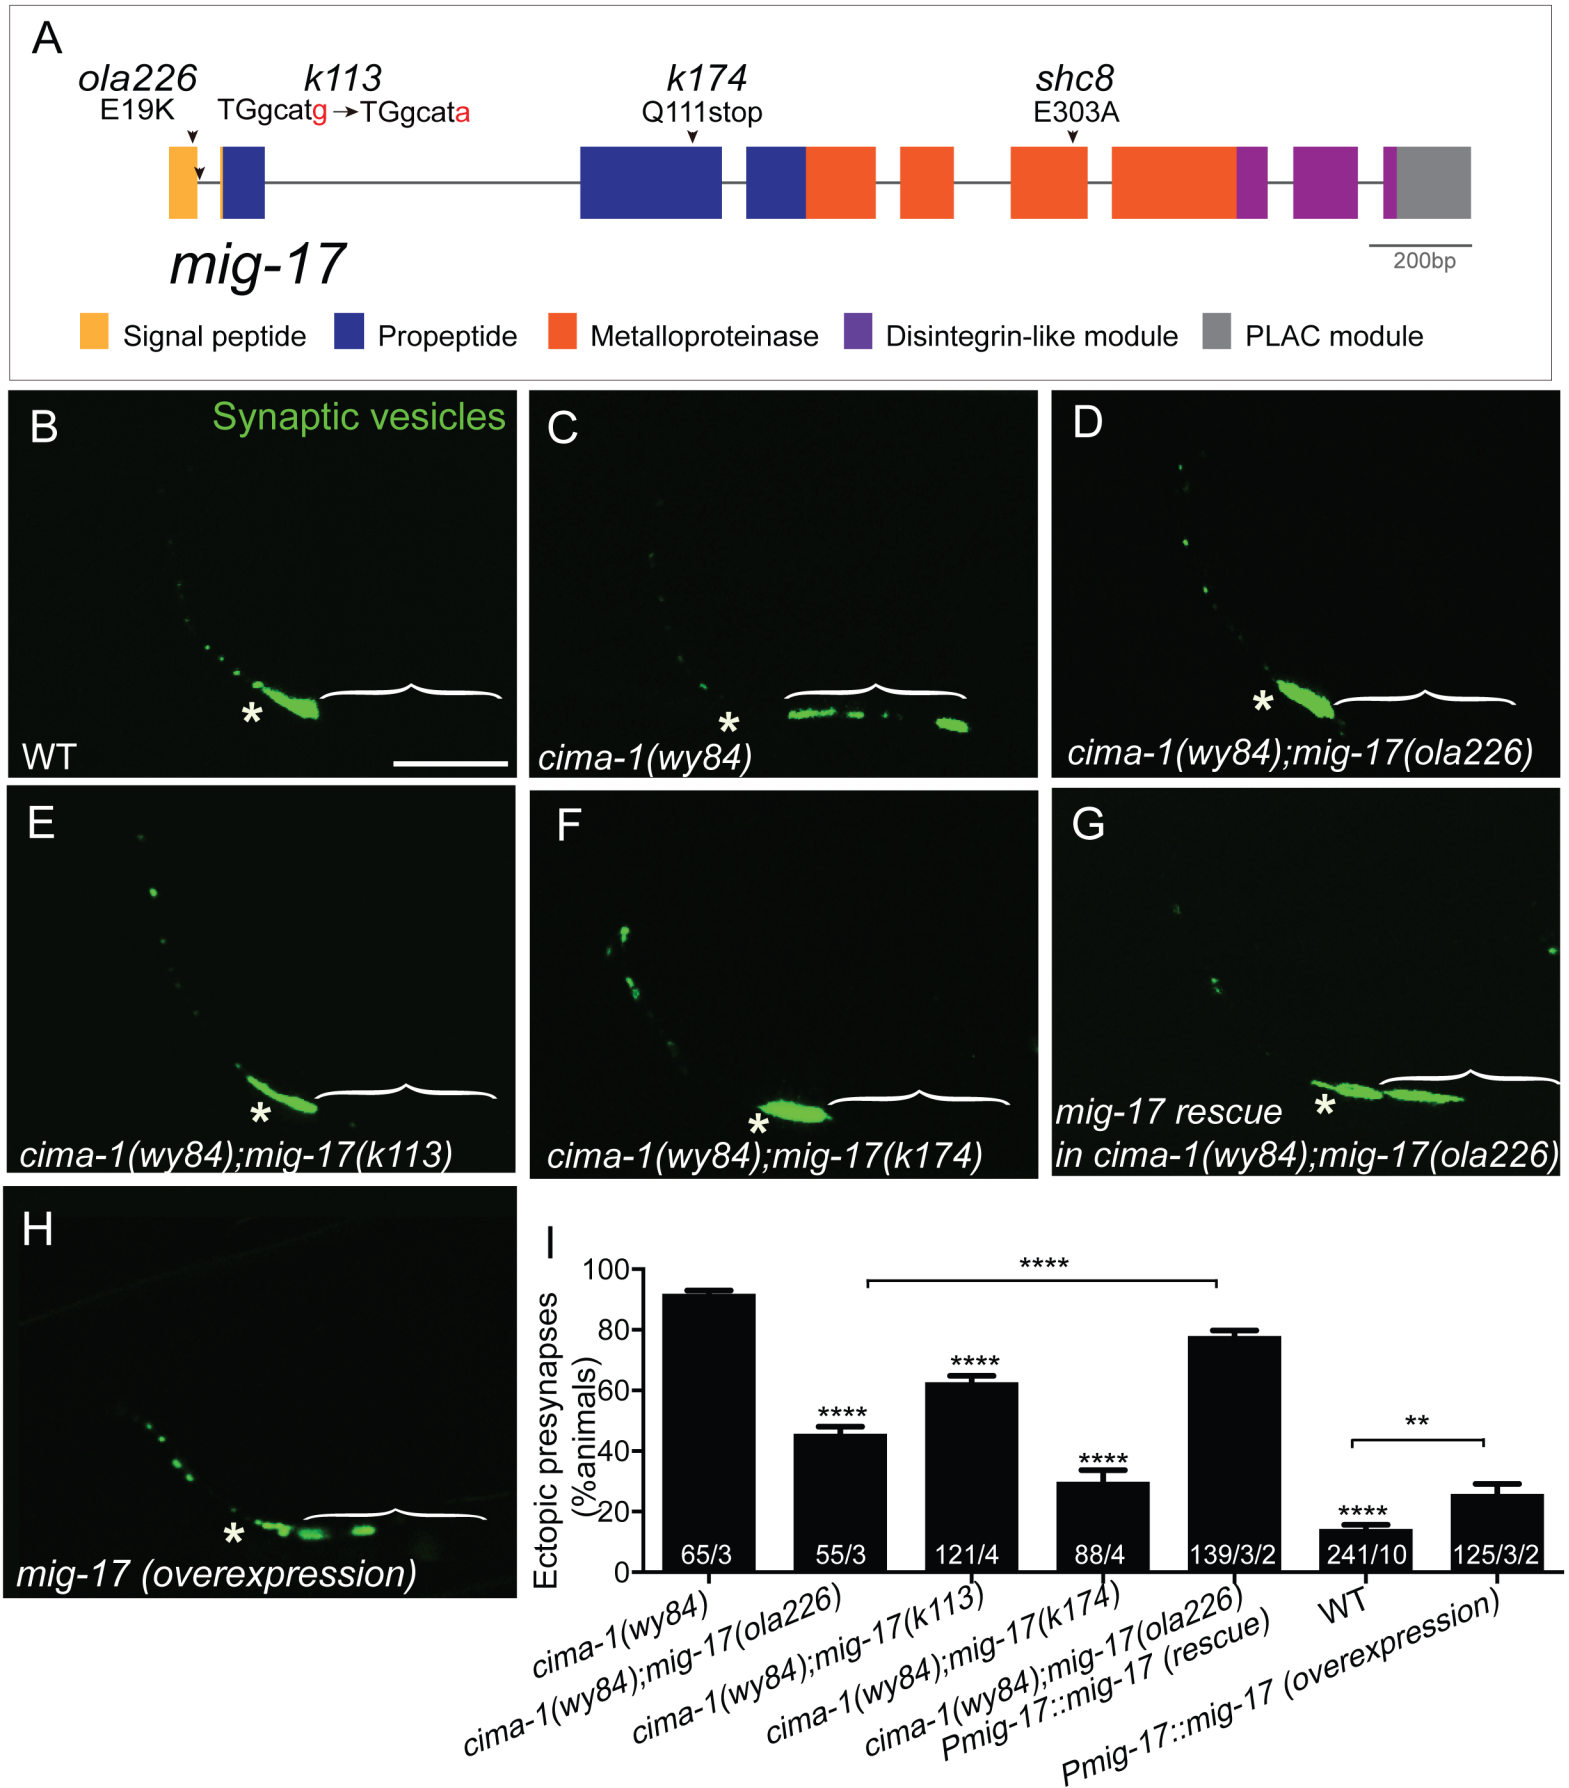 A
ola226 k113 k174 shc8
E19K TGgcatg→TGgcata Q111stop E303A
mig-17
200bp
Signal peptide Propeptide Metalloproteinase Disintegrin-like module PLAC module
B Synaptic vesicles
*
WT
C
*
cima-1(wy84)
D
*
cima-1(wy84);mig-17(ola226)
E
*
cima-1(wy84);mig-17(k113)
F
*
cima-1(wy84);mig-17(k174)
G
*
mig-17 rescue
in cima-1(wy84);mig-17(ola226)
H
*
mig-17 (overexpression)
I
Ectopic presynapses
(%animals)
100
80
60
40
20
0
****
****
****
****
****
**
65/3 55/3 121/4 88/4 139/3/2 241/10 125/3/2
cima-1(wy84)
cima-1(wy84);mig-17(ola226)
cima-1(wy84);mig-17(k113)
cima-1(wy84);mig-17(k174)
cima-1(wy84);mig-17(ola226)
Pmig-17::mig-17 (rescue)
WT
Pmig-17::mig-17 (overexpression)